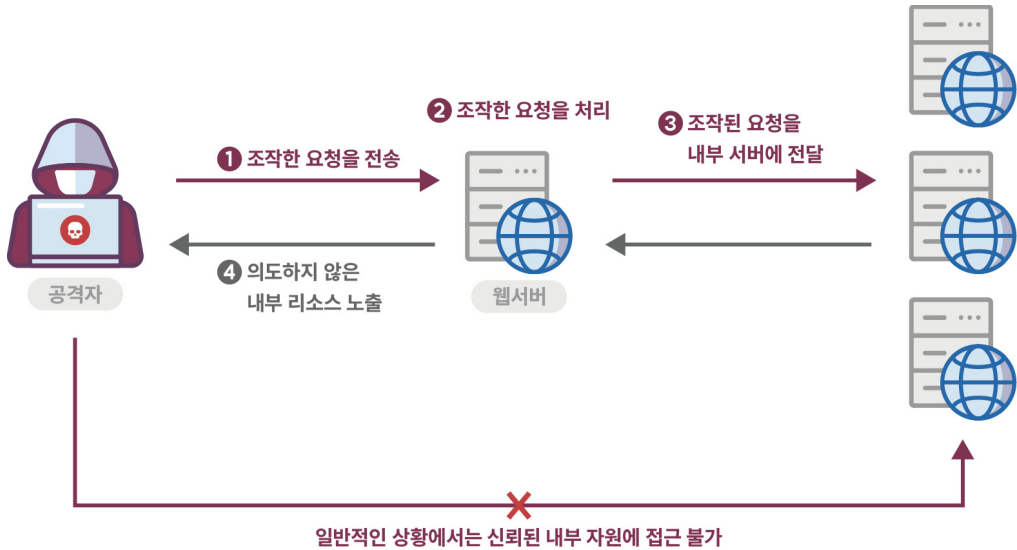 ❷ 조작한 요청을 처리
❸ 조작된 요청을
내부 서버에 전달
❶ 조작한 요청을 전송
❹ 의도하지 않은
내부 리소스 노출
공격자
웹서버
일반적인 상황에서는 신뢰된 내부 자원에 접근 불가